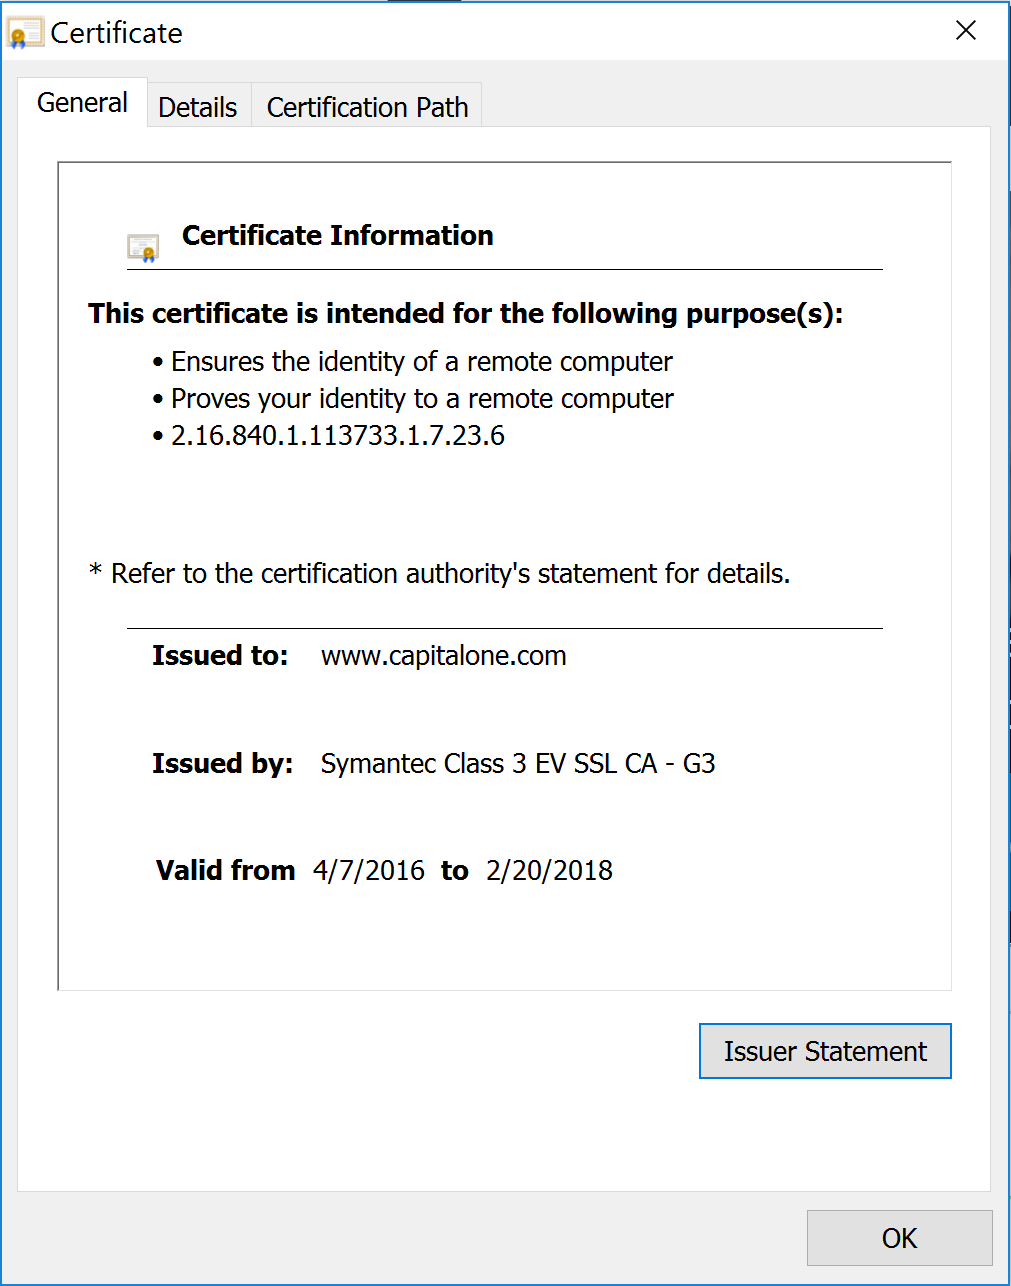 Certificate
General Details Certification Path
Certificate Information
This certificate is intended for the following purpose(s):
• Ensures the identity of a remote computer
• Proves your identity to a remote computer
• 2.16.840.1.113733.1.7.23.6
* Refer to the certification authority's statement for details.
Issued to: www.capitalone.com
Issued by: Symantec Class 3 EV SSL CA - G3
Valid from 4/7/2016 to 2/20/2018
Issuer Statement
OK